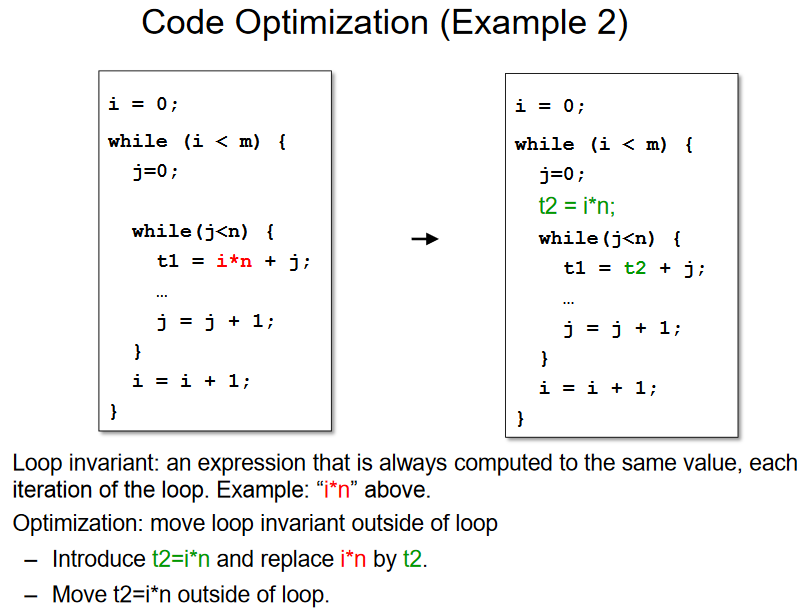 Code Optimization (Example 2)
i = 0;
while (i < m) {
j=0;
while(j<n) {
t1 = i*n + j;
…
j = j + 1;
}
i = i + 1;
}
i = 0;
while (i < m) {
j=0;
t2 = i*n;
while(j<n) {
t1 = t2 + j;
…
j = j + 1;
}
i = i + 1;
}
Loop invariant: an expression that is always computed to the same value, each
iteration of the loop. Example: “i*n” above.
Optimization: move loop invariant outside of loop
– Introduce t2=i*n and replace i*n by t2.
– Move t2=i*n outside of loop.